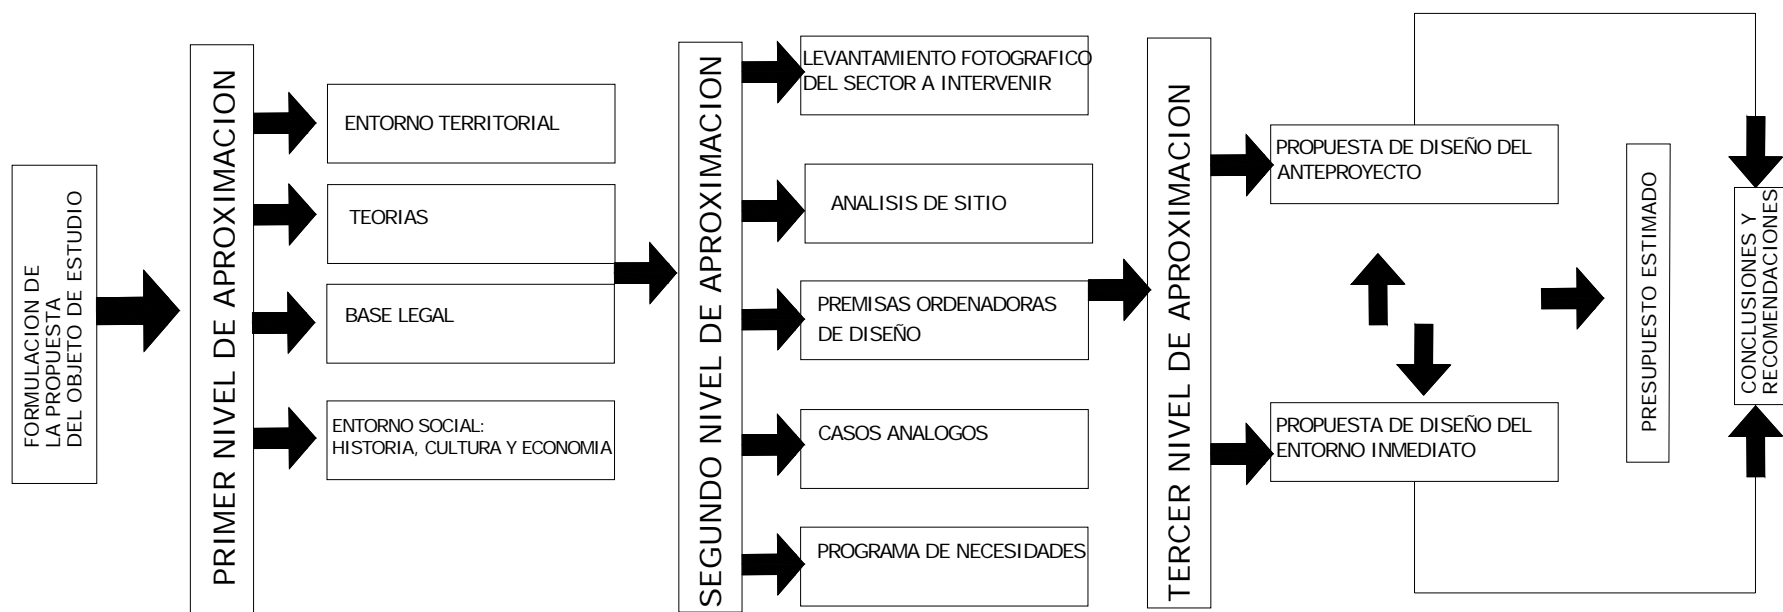 FORMULACION DE
LA PROPUESTA
DEL OBJETO DE ESTUDIO
PRIMER NIVEL DE APROXIMACION
ENTORNO TERRITORIAL
TEORIAS
BASE LEGAL
ENTORNO SOCIAL:
HISTORIA, CULTURA Y ECONOMIA
SEGUNDO NIVEL DE APROXIMACION
LEVANTAMIENTO FOTOGRAFICO
DEL SECTOR A INTERVENIR
ANALISIS DE SITIO
PREMISAS ORDENADORAS
DE DISEÑO
CASOS ANALOGOS
PROGRAMA DE NECESIDADES
TERCER NIVEL DE APROXIMACION
PROPUESTA DE DISEÑO DEL
ANTEPROYECTO
PROPUESTA DE DISEÑO DEL
ENTORNO INMEDIATO
PRESUPUESTO ESTIMADO
CONCLUSIONES Y
RECOMENDACIONES